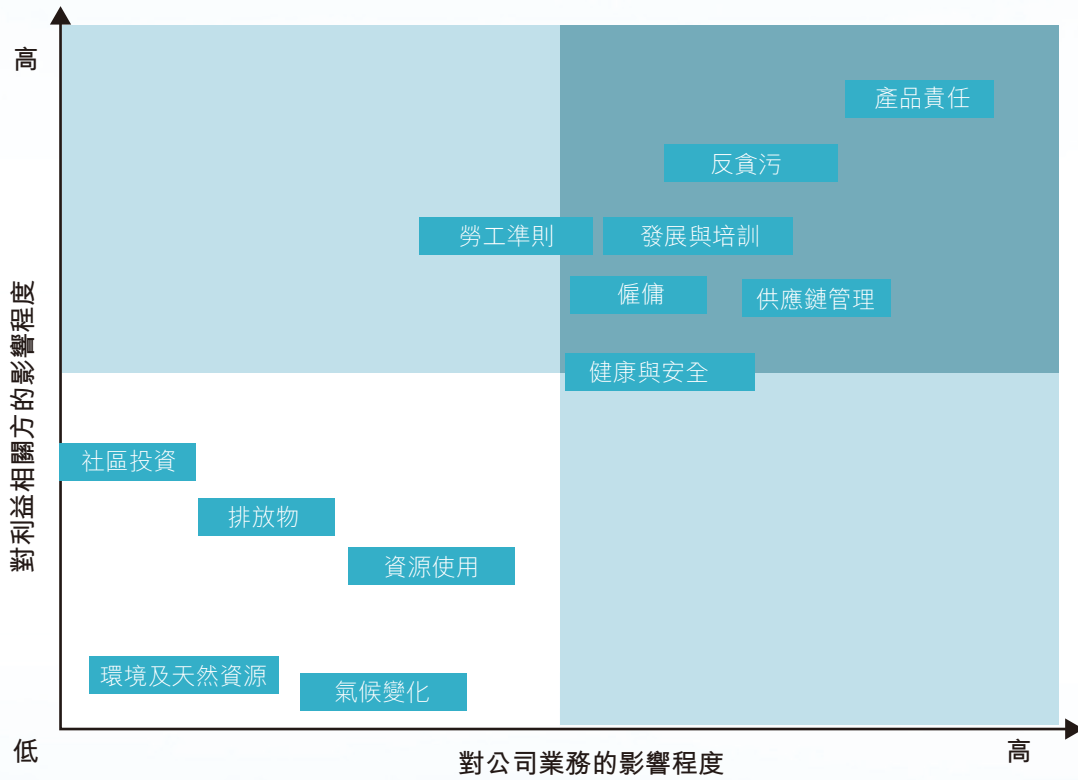 高
產品責任
反貪污
勞工準則
發展與培訓
僱傭
供應鏈管理
健康與安全
對利益相關方的影響程度
社區投資
排放物
資源使用
環境及天然資源
氣候變化
低
對公司業務的影響程度
高